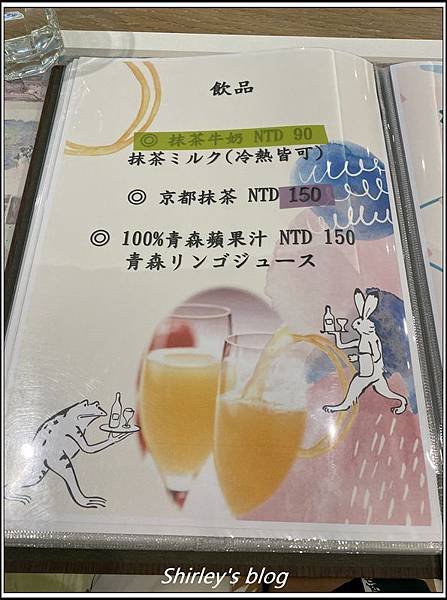 飲品
◎ 抹茶牛奶 NTD 90
抹茶ミルク(冷熱皆可)
◎ 京都抹茶 NTD 150
◎ 100%青森蘋果汁 NTD 150
青森リンゴジュース
Shirley's blog